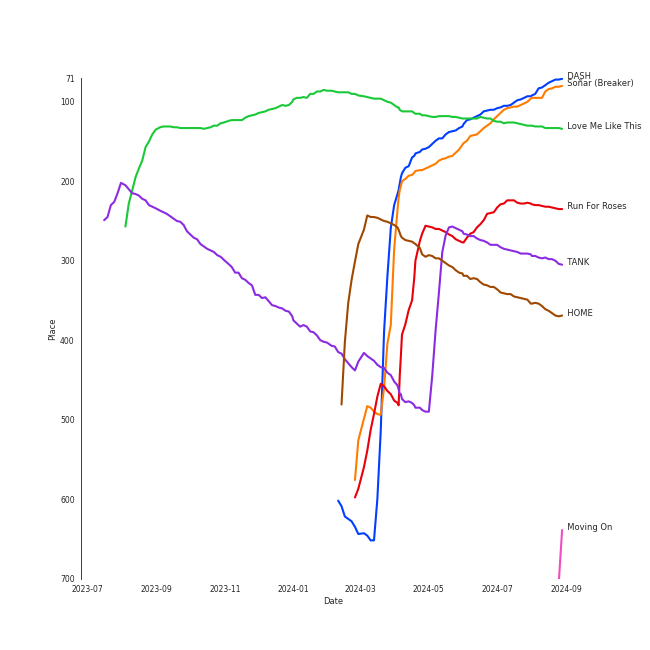 71
100
200
300
400
500
600
700
Place
2023-07
2023-09
2023-11
2024-01
2024-03
2024-05
2024-07
2024-09
Date
DASH
Sonar (Breaker)
Love Me Like This
Run For Roses
TANK
HOME
Moving On